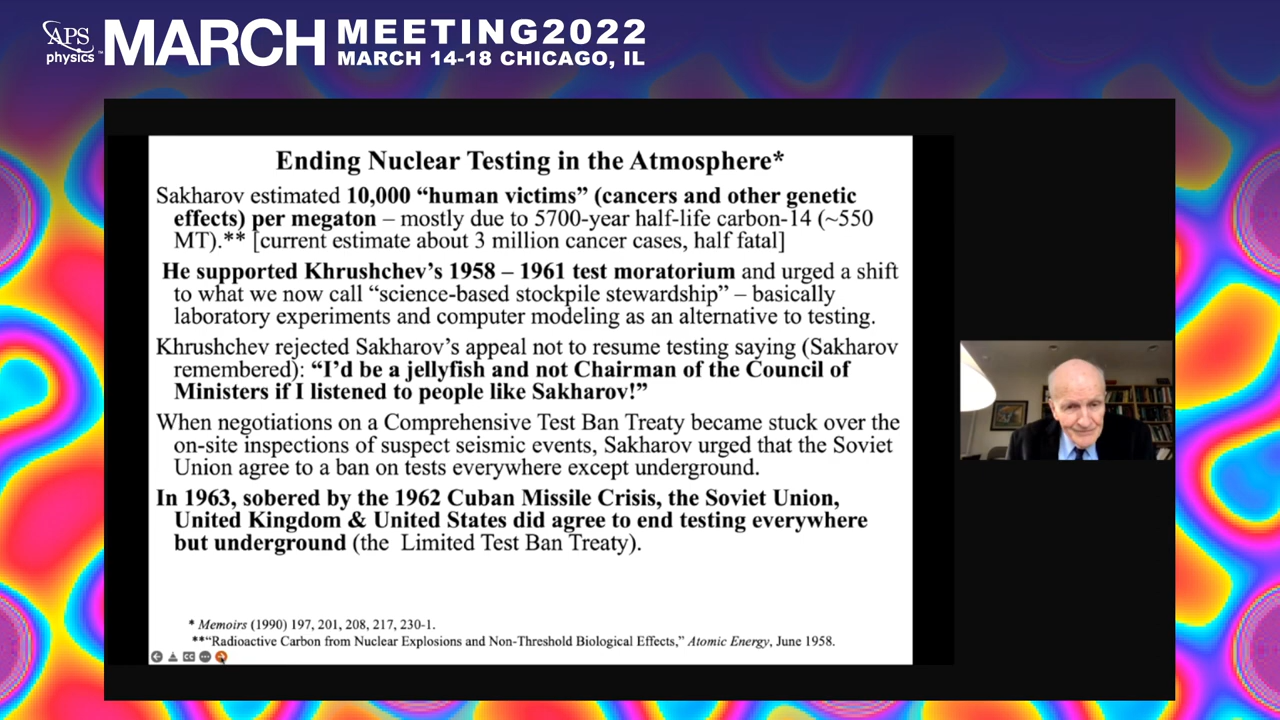 APS
physics
MARCH
MEETING2022
MARCH 14-18 CHICAGO, IL
Ending Nuclear Testing in the Atmosphere*
Sakharov estimated 10,000 “human victims” (cancers and other genetic
effects) per megaton – mostly due to 5700-year half-life carbon-14 (~550
MT).** [current estimate about 3 million cancer cases, half fatal]
He supported Khrushchev’s 1958 – 1961 test moratorium and urged a shift
to what we now call “science-based stockpile stewardship” – basically
laboratory experiments and computer modeling as an alternative to testing.
Khrushchev rejected Sakharov’s appeal not to resume testing saying (Sakharov
remembered): “I’d be a jellyfish and not Chairman of the Council of
Ministers if I listened to people like Sakharov!”
When negotiations on a Comprehensive Test Ban Treaty became stuck over the
on-site inspections of suspect seismic events, Sakharov urged that the Soviet
Union agree to a ban on tests everywhere except underground.
In 1963, sobered by the 1962 Cuban Missile Crisis, the Soviet Union,
United Kingdom & United States did agree to end testing everywhere
but underground (the Limited Test Ban Treaty).
* Memoirs (1990) 197, 201, 208, 217, 230-1.
**“Radioactive Carbon from Nuclear Explosions and Non-Threshold Biological Effects,” Atomic Energy, June 1958.